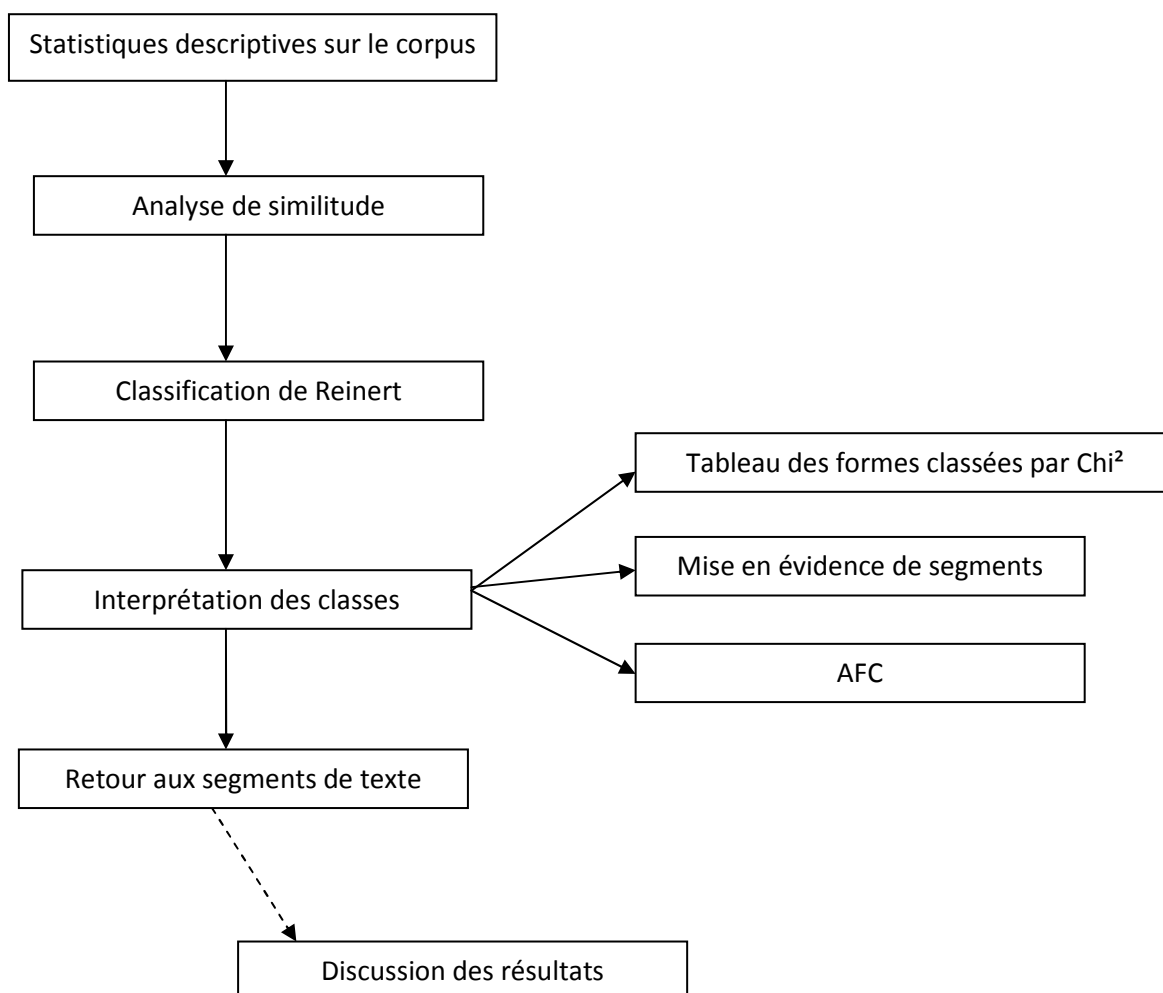 Statistiques descriptives sur le corpus
Analyse de similitude
Classification de Reinert
Tableau des formes classées par Chi²
Mise en évidence de segments
Interprétation des classes
AFC
Retour aux segments de texte
Discussion des résultats